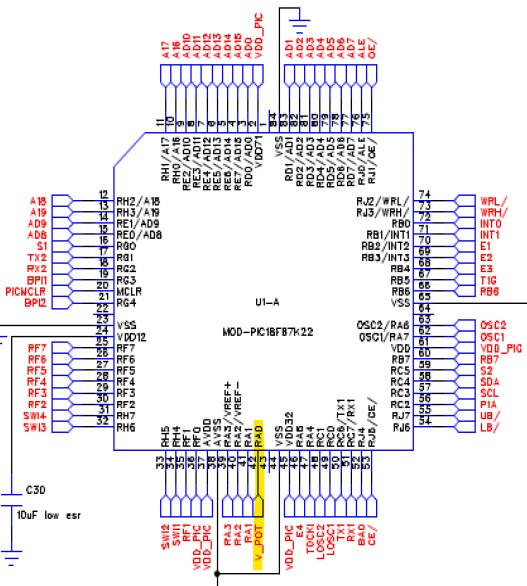 A17 A16 AD10 AD11 AD12 AD13 AD14 AD15 AD0 VDD_PIC
AD1 AD2 AD3 AD4 AD5 AD6 AD7 ALE OE/
11 10 9 8 7 6 5 4 3 2 1 84 83 82 81 80 79 78 77 76 75
RH1/A17 RH0/A16 RE2/AD10 RE3/AD11 RE4/AD12 RE5/AD13 RE6/AD14 RE7/AD15 RD0/AD0 VDD71 VSS RD1/AD1 RD2/AD2 RD3/AD3 RD4/AD4 RD5/AD5 RD6/AD6 RD7/AD7 RJ0/ALE RJ1/OE/
A18 12 RH2/A18 RJ2/WRL/ 74 WRL/
A19 13 RH3/A19 RJ3/WRH/ 73 WRH/
AD9 14 RE1/AD9 RB0 72 INT0
AD8 15 RE0/AD8 RB1/INT1 71 INT1
S1 16 RG0 RB2/INT2 70 E1
TX2 17 RG1 RB3/INT3 69 E2
RX2 18 RG2 RB4 68 E3
BPI1 19 RG3 RB5 67 T1G
PICMCLR 20 MCLR RB6 66 RB6
BPI2 21 RG4 VSS 65
22 64
U1-A
23 VSS OSC2/RA6 63 OSC2
24 VDD12 OSC1/RA7 62 OSC1
RF7 25 RF7 VDD 61 VDD_PIC
RF6 26 RF6 RB7 60 RB7
RF5 27 RF5 RC5 59 S2
RF4 28 RF4 RC4 58 SDA
RF3 29 RF3 RC3 57 SCL
RF2 30 RF2 RC2 56 P1A
SWI4 31 RH7 RJ7 55 UB/
SWI3 32 RH6 RJ6 54 LB/
MOD-PIC18F87K22
RH5 RH4 RF1 RFG AVDD AVSS RA3/VREF+ RA2/VREF- RA1 RA0 VSS VDD32 RA5 RA4 RC1 RC0 RC6/TX1 RC7/RX1 RJ4 RJ5/CE/
33 34 35 36 37 38 39 40 41 42 43 44 45 46 47 48 49 50 51 52 53
SWI2 SWI1 RF1 VDD_PIC VDD_PIC RA3 RA2 RA1 V_POT VDD_PIC E4 T0CKI LOSC2 LOSC1 TX1 RX1 BA0 CE/
C30
10uF low esr